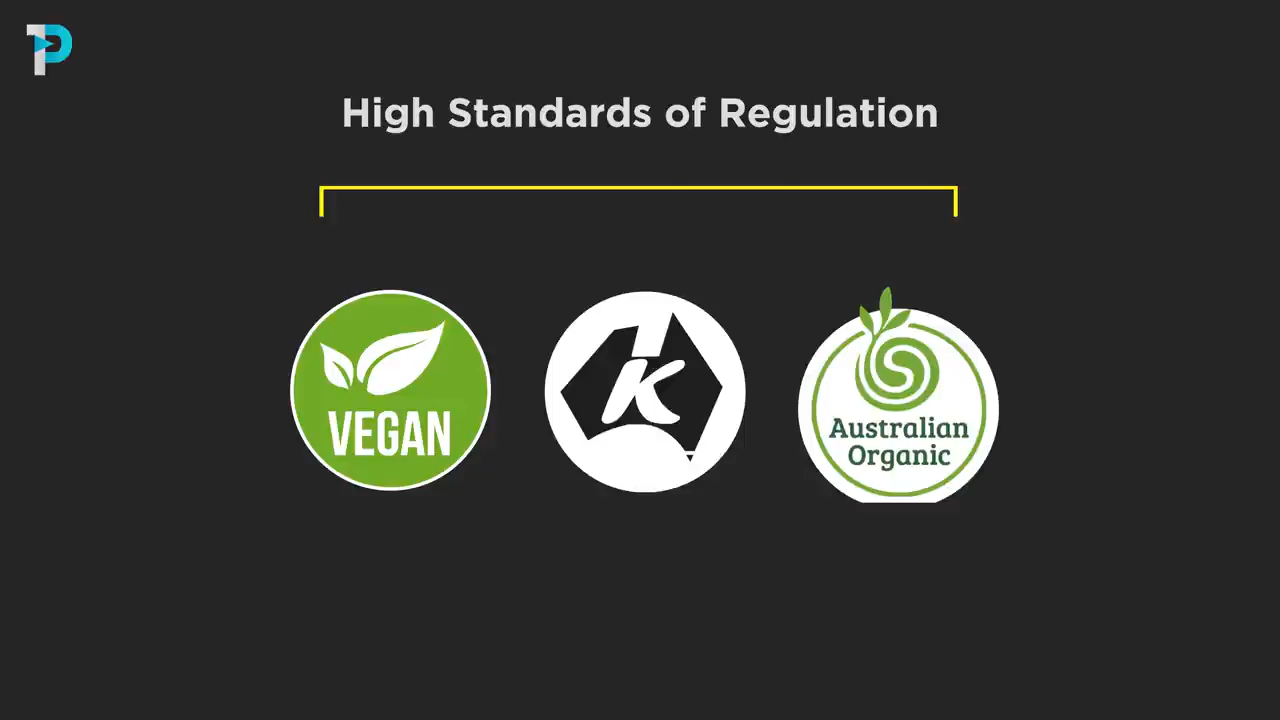 P
High Standards of Regulation
VEGAN
K
Australian
Organic